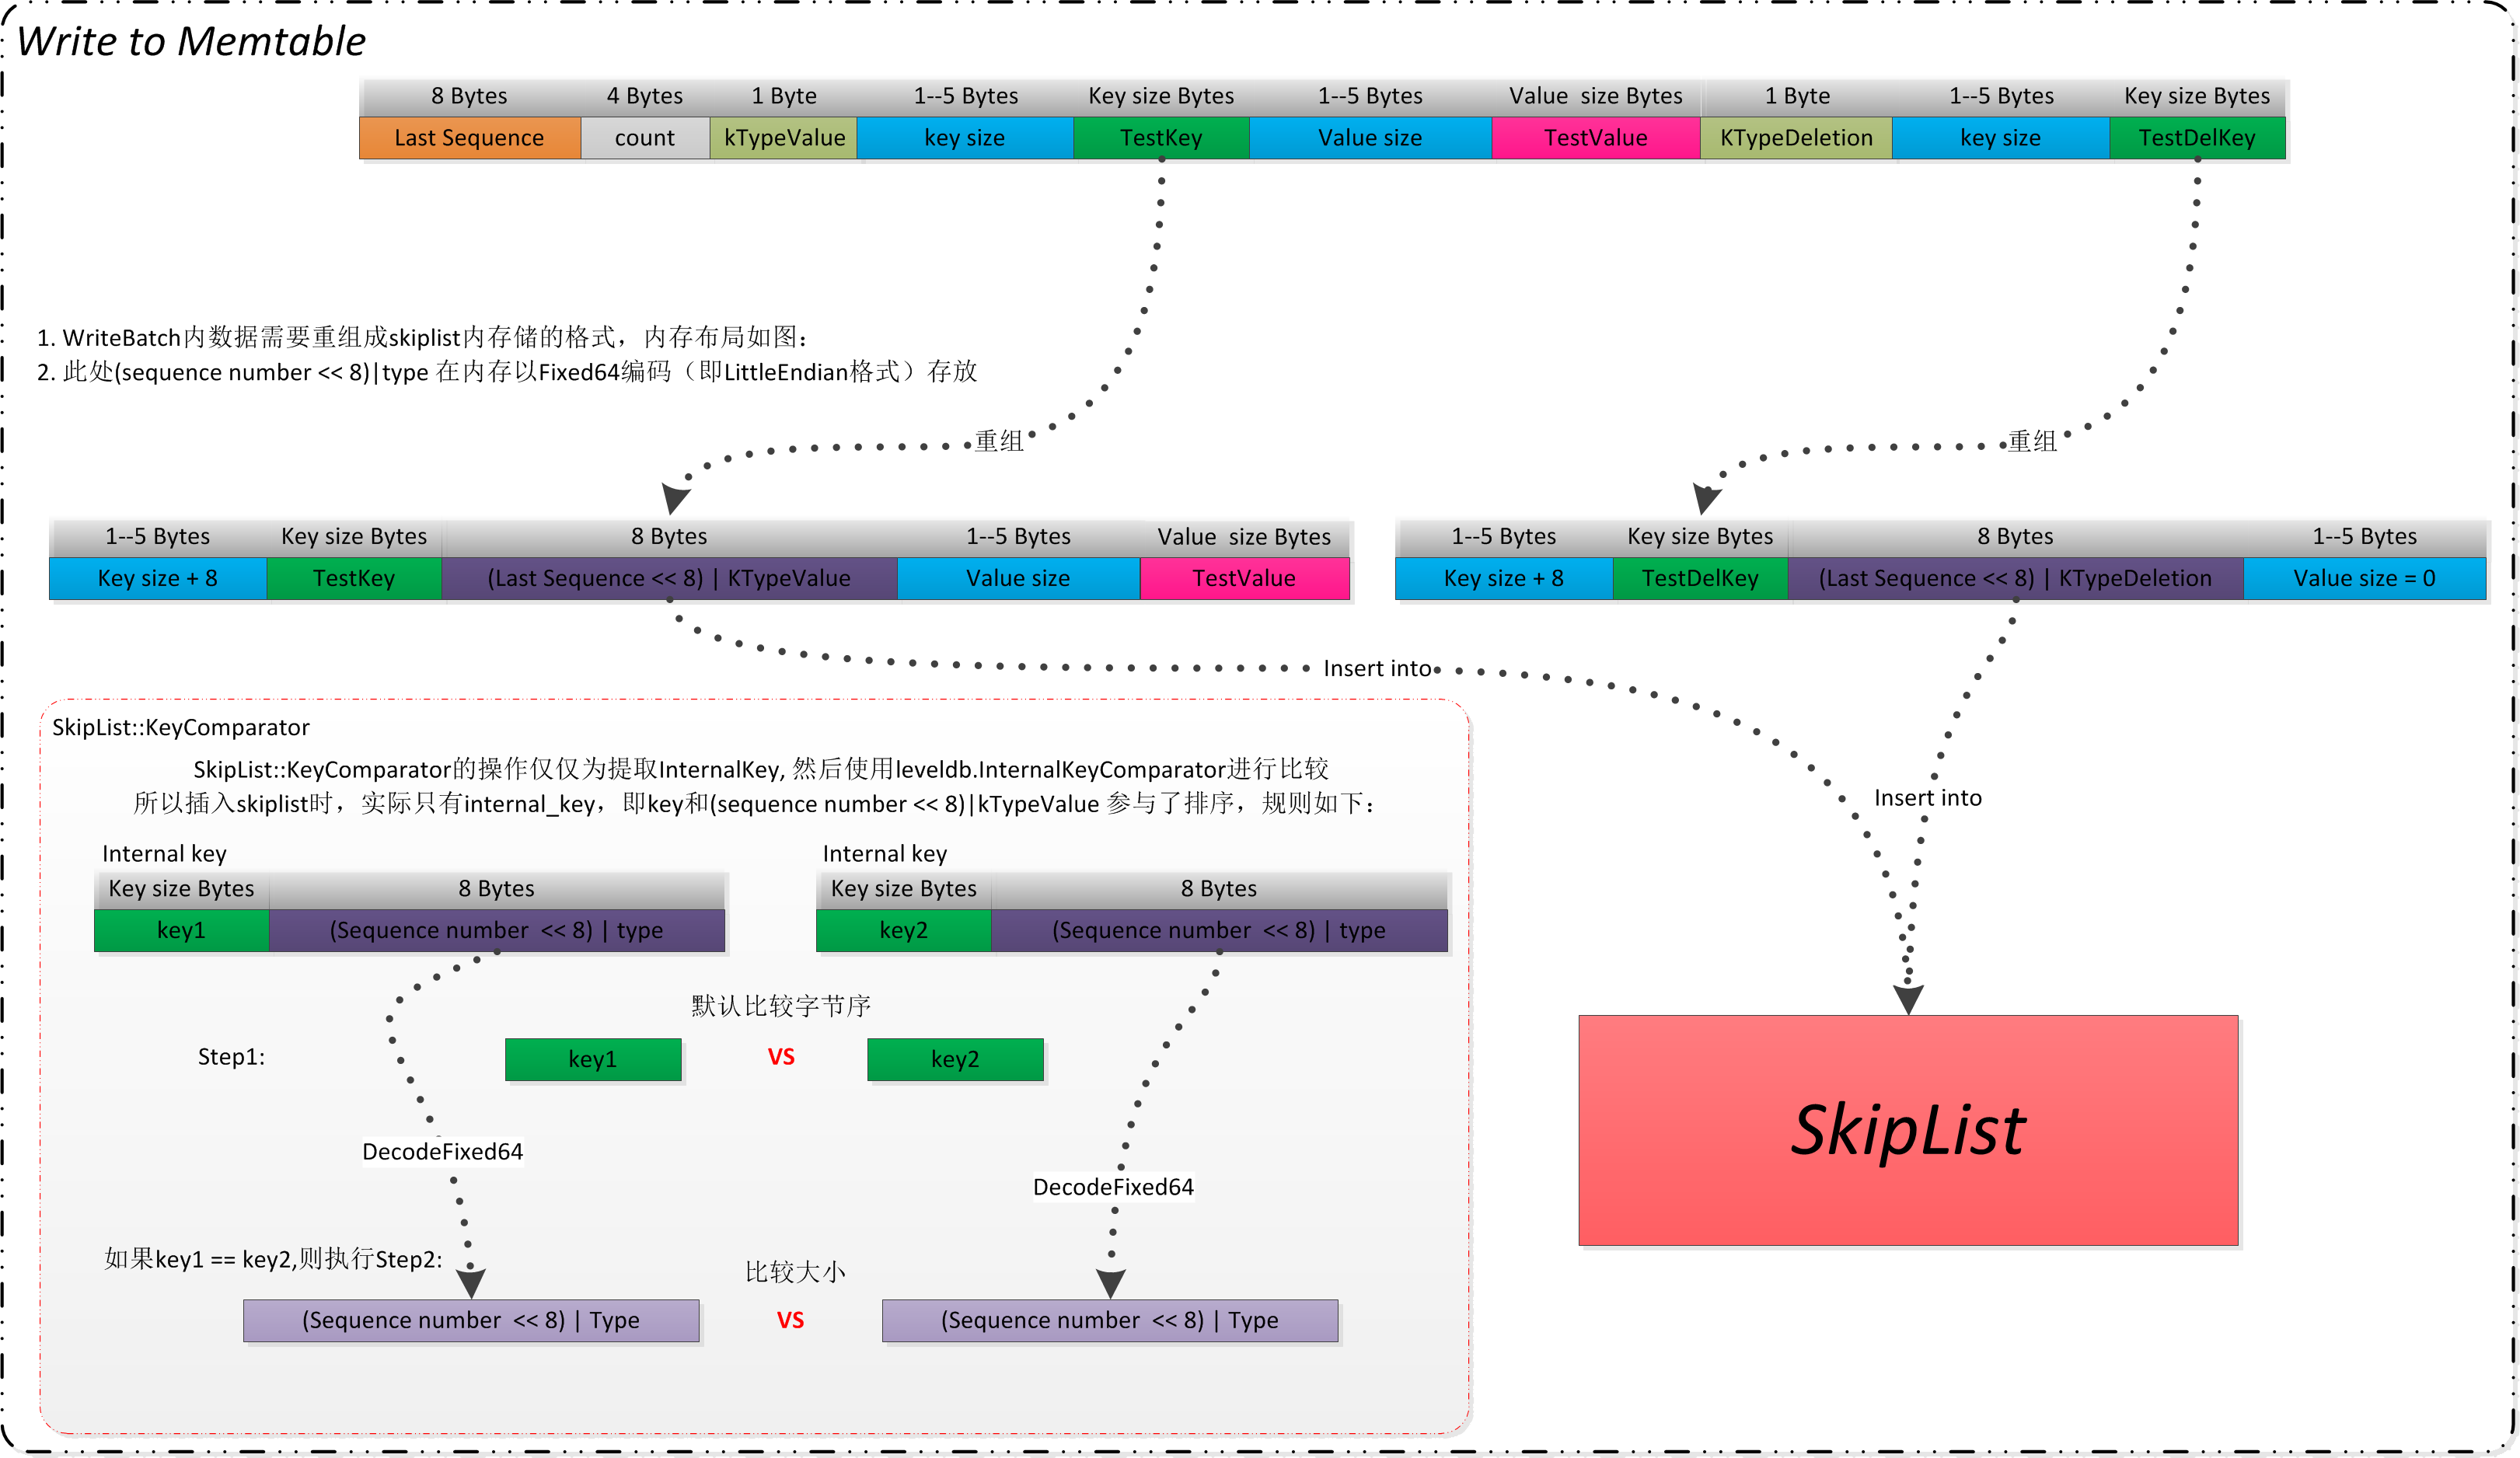 Write to Memtable
8 Bytes 4 Bytes 1 Byte 1--5 Bytes Key size Bytes 1--5 Bytes Value size Bytes 1 Byte 1--5 Bytes Key size Bytes
Last Sequence count kTypeValue key size TestKey Value size TestValue KTypeDeletion key size TestDelKey
1. WriteBatch内数据需要重组成skiplist内存储的格式，内存布局如图：
2. 此处(sequence number << 8)|type 在内存以Fixed64编码（即LittleEndian格式）存放
重组 重组
1--5 Bytes Key size Bytes 8 Bytes 1--5 Bytes Value size Bytes
Key size + 8 TestKey (Last Sequence << 8) | KTypeValue Value size TestValue
1--5 Bytes Key size Bytes 8 Bytes 1--5 Bytes
Key size + 8 TestDelKey (Last Sequence << 8) | KTypeDeletion Value size = 0
Insert into
Insert into
SkipList::KeyComparator
SkipList::KeyComparator的操作仅仅为提取InternalKey, 然后使用leveldb.InternalKeyComparator进行比较
所以插入skiplist时，实际只有internal_key，即key和(sequence number << 8)|kTypeValue 参与了排序，规则如下：
Internal key Internal key
Key size Bytes 8 Bytes Key size Bytes 8 Bytes
key1 (Sequence number << 8) | type key2 (Sequence number << 8) | type
默认比较字节序
Step1: key1 VS key2
DecodeFixed64
DecodeFixed64
如果key1 == key2,则执行Step2:
比较大小
(Sequence number << 8) | Type VS (Sequence number << 8) | Type
SkipList